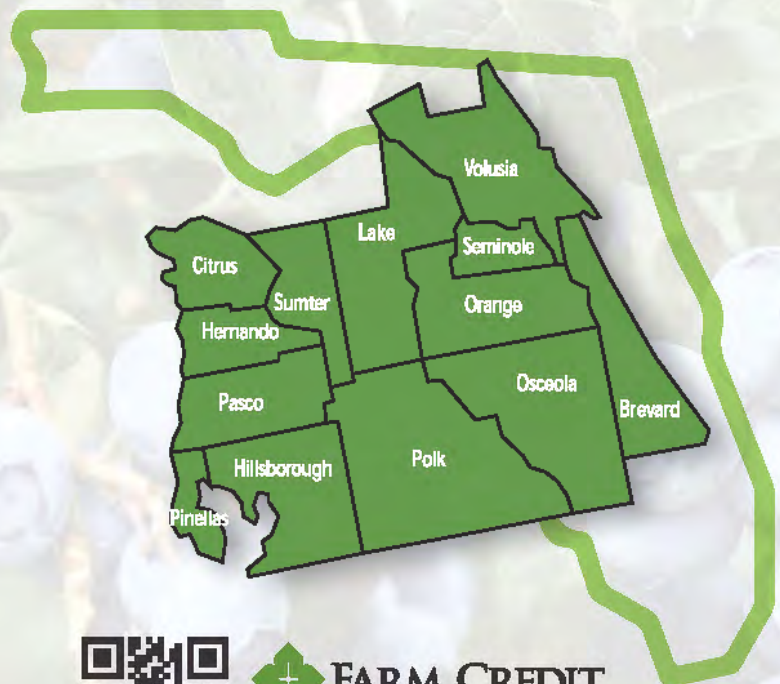 Volusia
Lake
Seminole
Citrus
Sumter
Orange
Hernando
Osceola
Pasco
Brevard
Polk
Hillsborough
Pinellas
FARM CREDIT